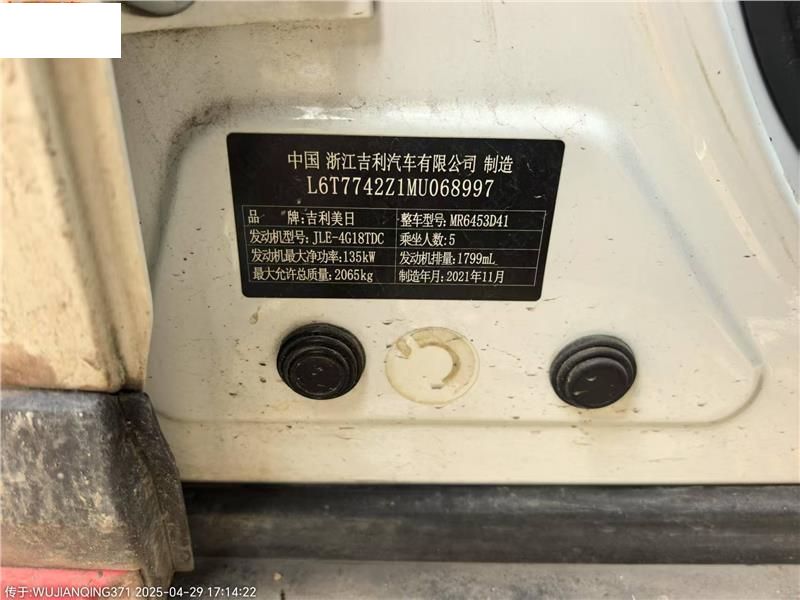 中国 浙江吉利汽车有限公司 制造
L6T7742Z1MU068997
品 牌:吉利美日 整车型号:MR6453D41
发动机型号:JLE-4G18TDC 乘坐人数:5
发动机最大净功率:135kW 发动机排量:1799mL
最大允许总质量:2065kg 制造年月:2021年11月
传于:WUJIANQING371 2025-04-29 17:14:22